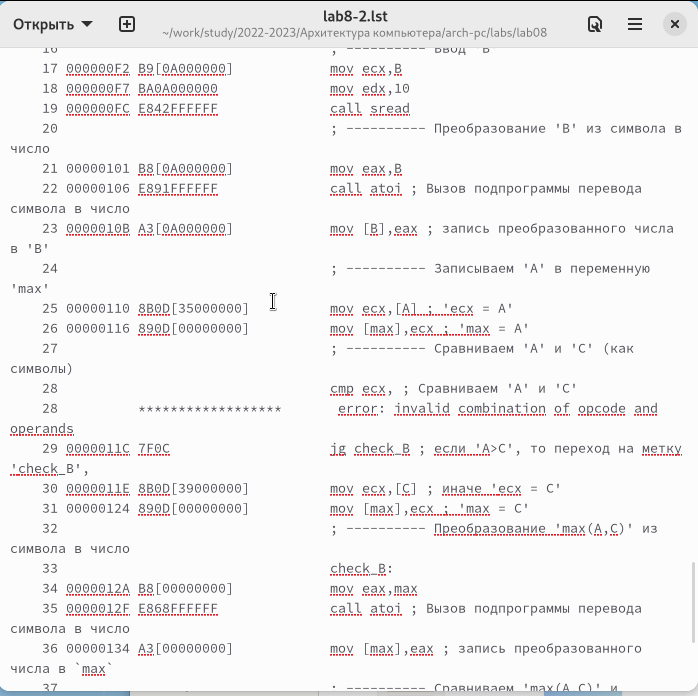 Открыть
lab8-2.lst
~/work/study/2022-2023/Архитектура компьютера/arch-pc/labs/lab08
16 ; ---------- Ввод 'B'
17 000000F2 B9[0A000000] mov ecx,B
18 000000F7 BA0A000000 mov edx,10
19 000000FC E842FFFFFF call sread
20 ; ---------- Преобразование 'B' из символа в
число
21 00000101 B8[0A000000] mov eax,B
22 00000106 E891FFFFFF call atoi ; Вызов подпрограммы перевода
символа в число
23 0000010B A3[0A000000] mov [B],eax ; запись преобразованного числа
в 'B'
24 ; ---------- Записываем 'A' в переменную
'max'
25 00000110 8B0D[35000000] mov ecx,[A] ; 'ecx = A'
26 00000116 890D[00000000] mov [max],ecx ; 'max = A'
27 ; ---------- Сравниваем 'A' и 'C' (как
символы)
28 cmp ecx, ; Сравниваем 'A' и 'C'
28 ****************** error: invalid combination of opcode and
operands
29 0000011C 7F0C jg check_B ; если 'A>C', то переход на метку
'check_B',
30 0000011E 8B0D[39000000] mov ecx,[C] ; иначе 'ecx = C'
31 00000124 890D[00000000] mov [max],ecx ; 'max = C'
32 ; ---------- Преобразование 'max(A,C)' из
символа в число
33 check_B:
34 0000012A B8[00000000] mov eax,max
35 0000012F E868FFFFFF call atoi ; Вызов подпрограммы перевода
символа в число
36 00000134 A3[00000000] mov [max],eax ; запись преобразованного
числа в `max`
37 ; ---------- Сравниваем 'max(A,C)' и